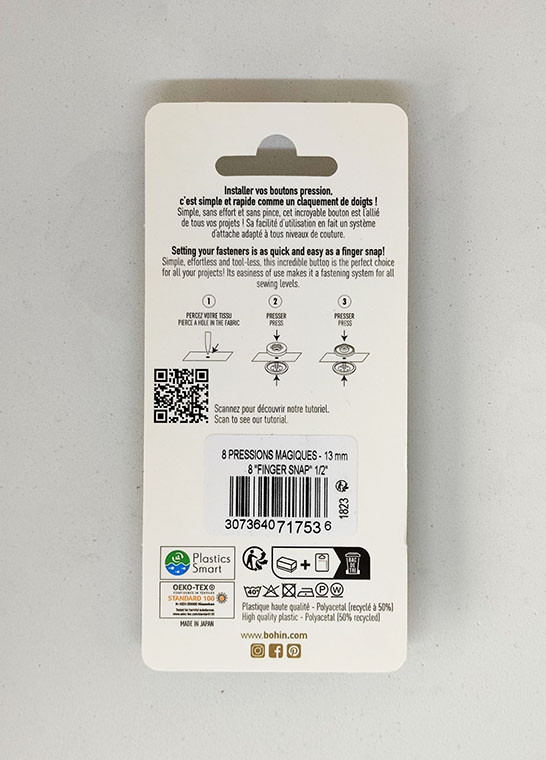 Installer vos boutons pression,
c'est simple et rapide comme un claquement de doigts !
Simple, sans effort et sans pince, cet incroyable bouton est l'allié
de tous vos projets ! Sa facilité d'utilisation en fait un système
d'attache adapté à tous niveaux de couture.
Setting your fasteners is as quick and easy as a finger snap!
Simple, effortless and tool-less, this incredible button is the perfect choice
for all your projects! Its easiness of use makes it a fastening system for all
sewing levels.
1 2 3
PERCEZ VOTRE TISSU PRESSER PRESSER
PIERCE A HOLE IN THE FABRIC PRESS PRESS
Scannez pour découvrir notre tutoriel.
Scan to see our tutorial.
8 PRESSIONS MAGIQUES - 13 mm
8 "FINGER SNAP" 1/2"
3073640717536
1823
Plastics
Smart
+
BAC DE TRI
OEKO-TEX®
CONFIDENCE IN TEXTILES
STANDARD 100
MADE IN JAPAN
40 P W
Plastique haute qualité - Polyacetal (recyclé à 50%)
High quality plastic - Polyacetal (50% recycled)
www.bohin.com